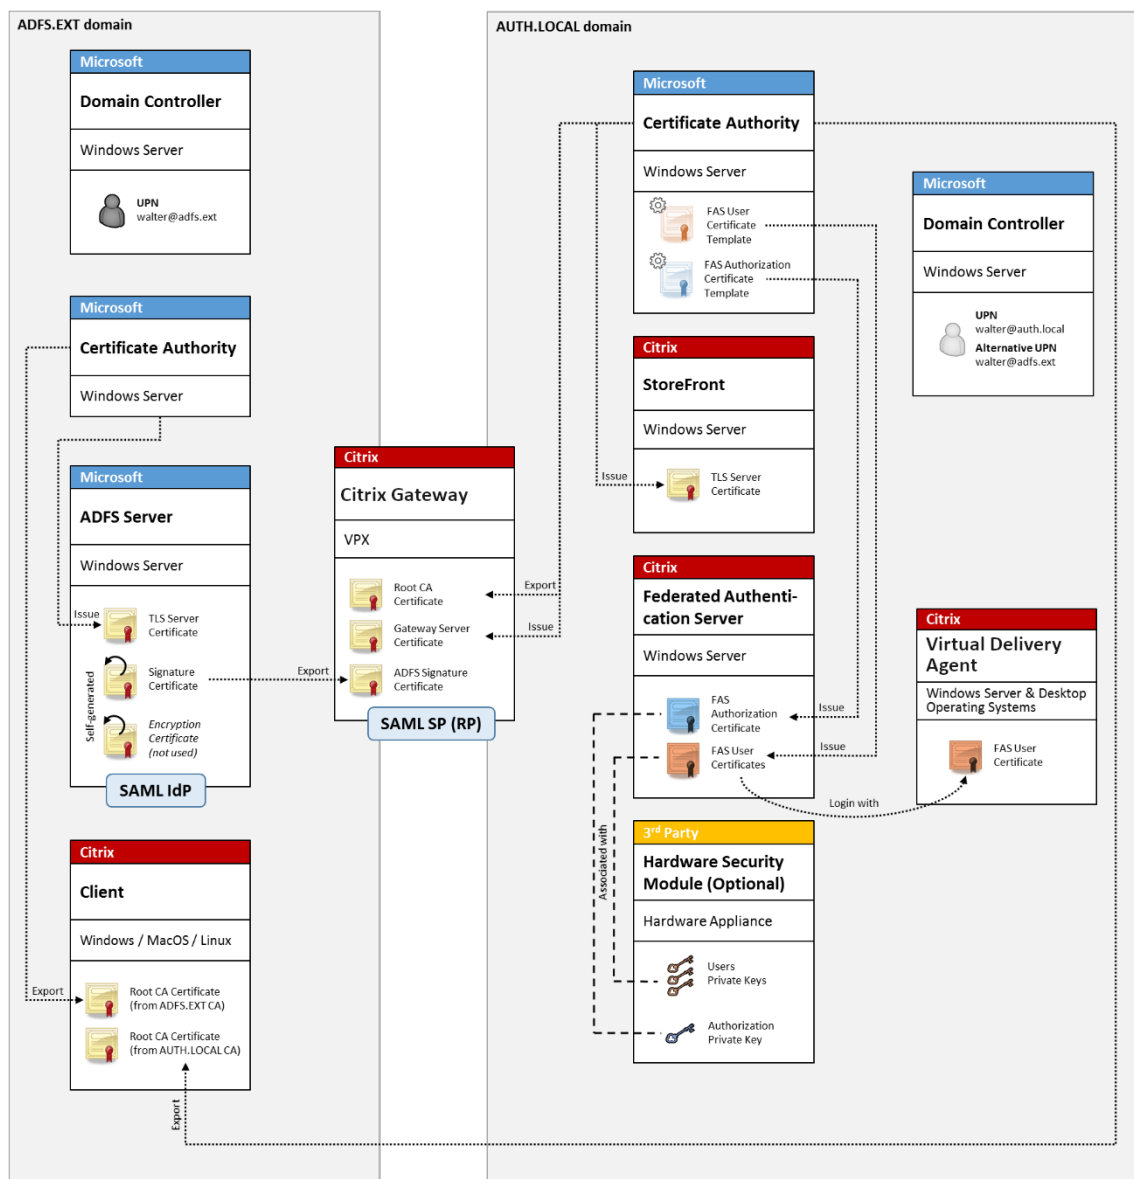 ADFS.EXT domain
Microsoft
Domain Controller
Windows Server
UPN
walter@adfs.ext
Microsoft
Certificate Authority
Windows Server
Microsoft
ADFS Server
Windows Server
Issue
TLS Server
Certificate
Self-generated
Signature
Certificate
Encryption
Certificate
(not used)
SAML IdP
Export
Citrix
Client
Windows / MacOS / Linux
Export
Root CA Certificate
(from ADFS.EXT CA)
Root CA Certificate
(from AUTH.LOCAL CA)
Export
Citrix
Citrix Gateway
VPX
Root CA
Certificate
Export
Gateway Server
Certificate
Issue
ADFS Signature
Certificate
SAML SP (RP)
AUTH.LOCAL domain
Microsoft
Certificate Authority
Windows Server
FAS User
Certificate
Template
FAS Authorization
Certificate
Template
Citrix
StoreFront
Windows Server
Issue
TLS Server
Certificate
Citrix
Federated Authenti-
cation Server
Windows Server
FAS
Authorization
Certificate
Issue
FAS User
Certificates
Issue
Login with
Associated with
3rd Party
Hardware Security
Module (Optional)
Hardware Appliance
Users
Private Keys
Authorization
Private Key
Microsoft
Domain Controller
Windows Server
UPN
walter@auth.local
Alternative UPN
walter@adfs.ext
Citrix
Virtual Delivery
Agent
Windows Server & Desktop
Operating Systems
FAS User
Certificate